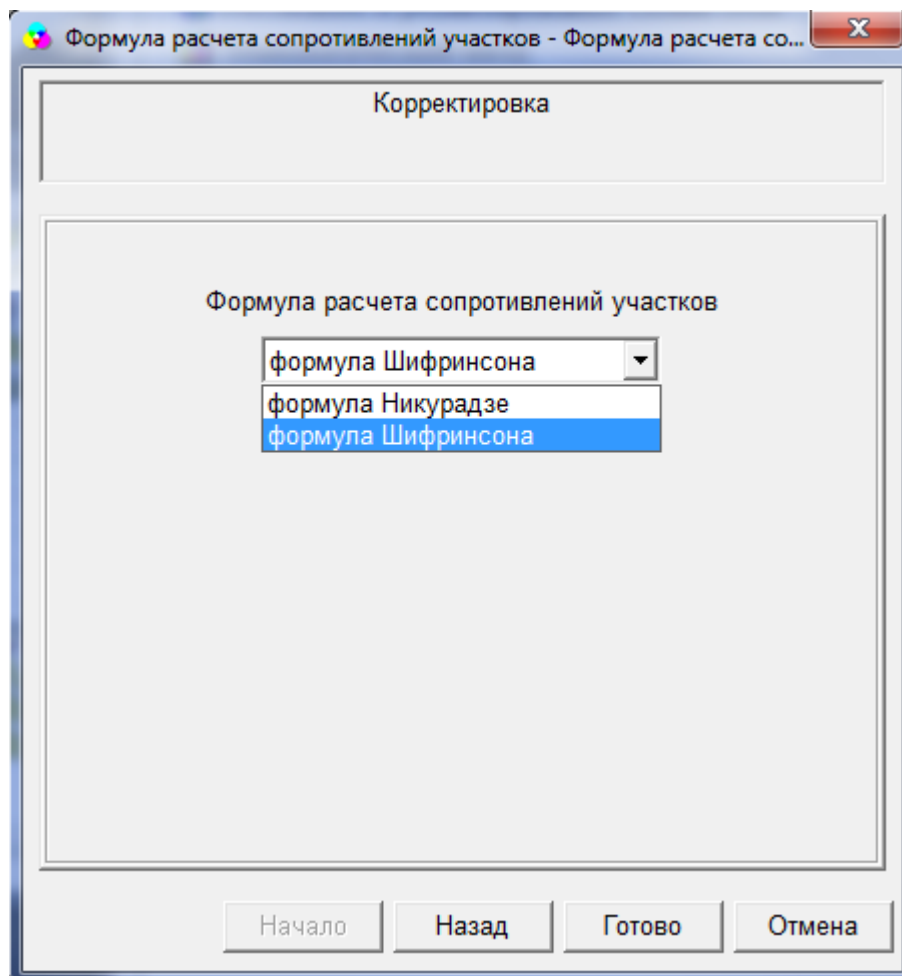 Формула расчета сопротивлений участков - Формула расчета со...
x
Корректировка
Формула расчета сопротивлений участков
формула Шифринсона
формула Никурадзе
формула Шифринсона
Начало Назад Готово Отмена